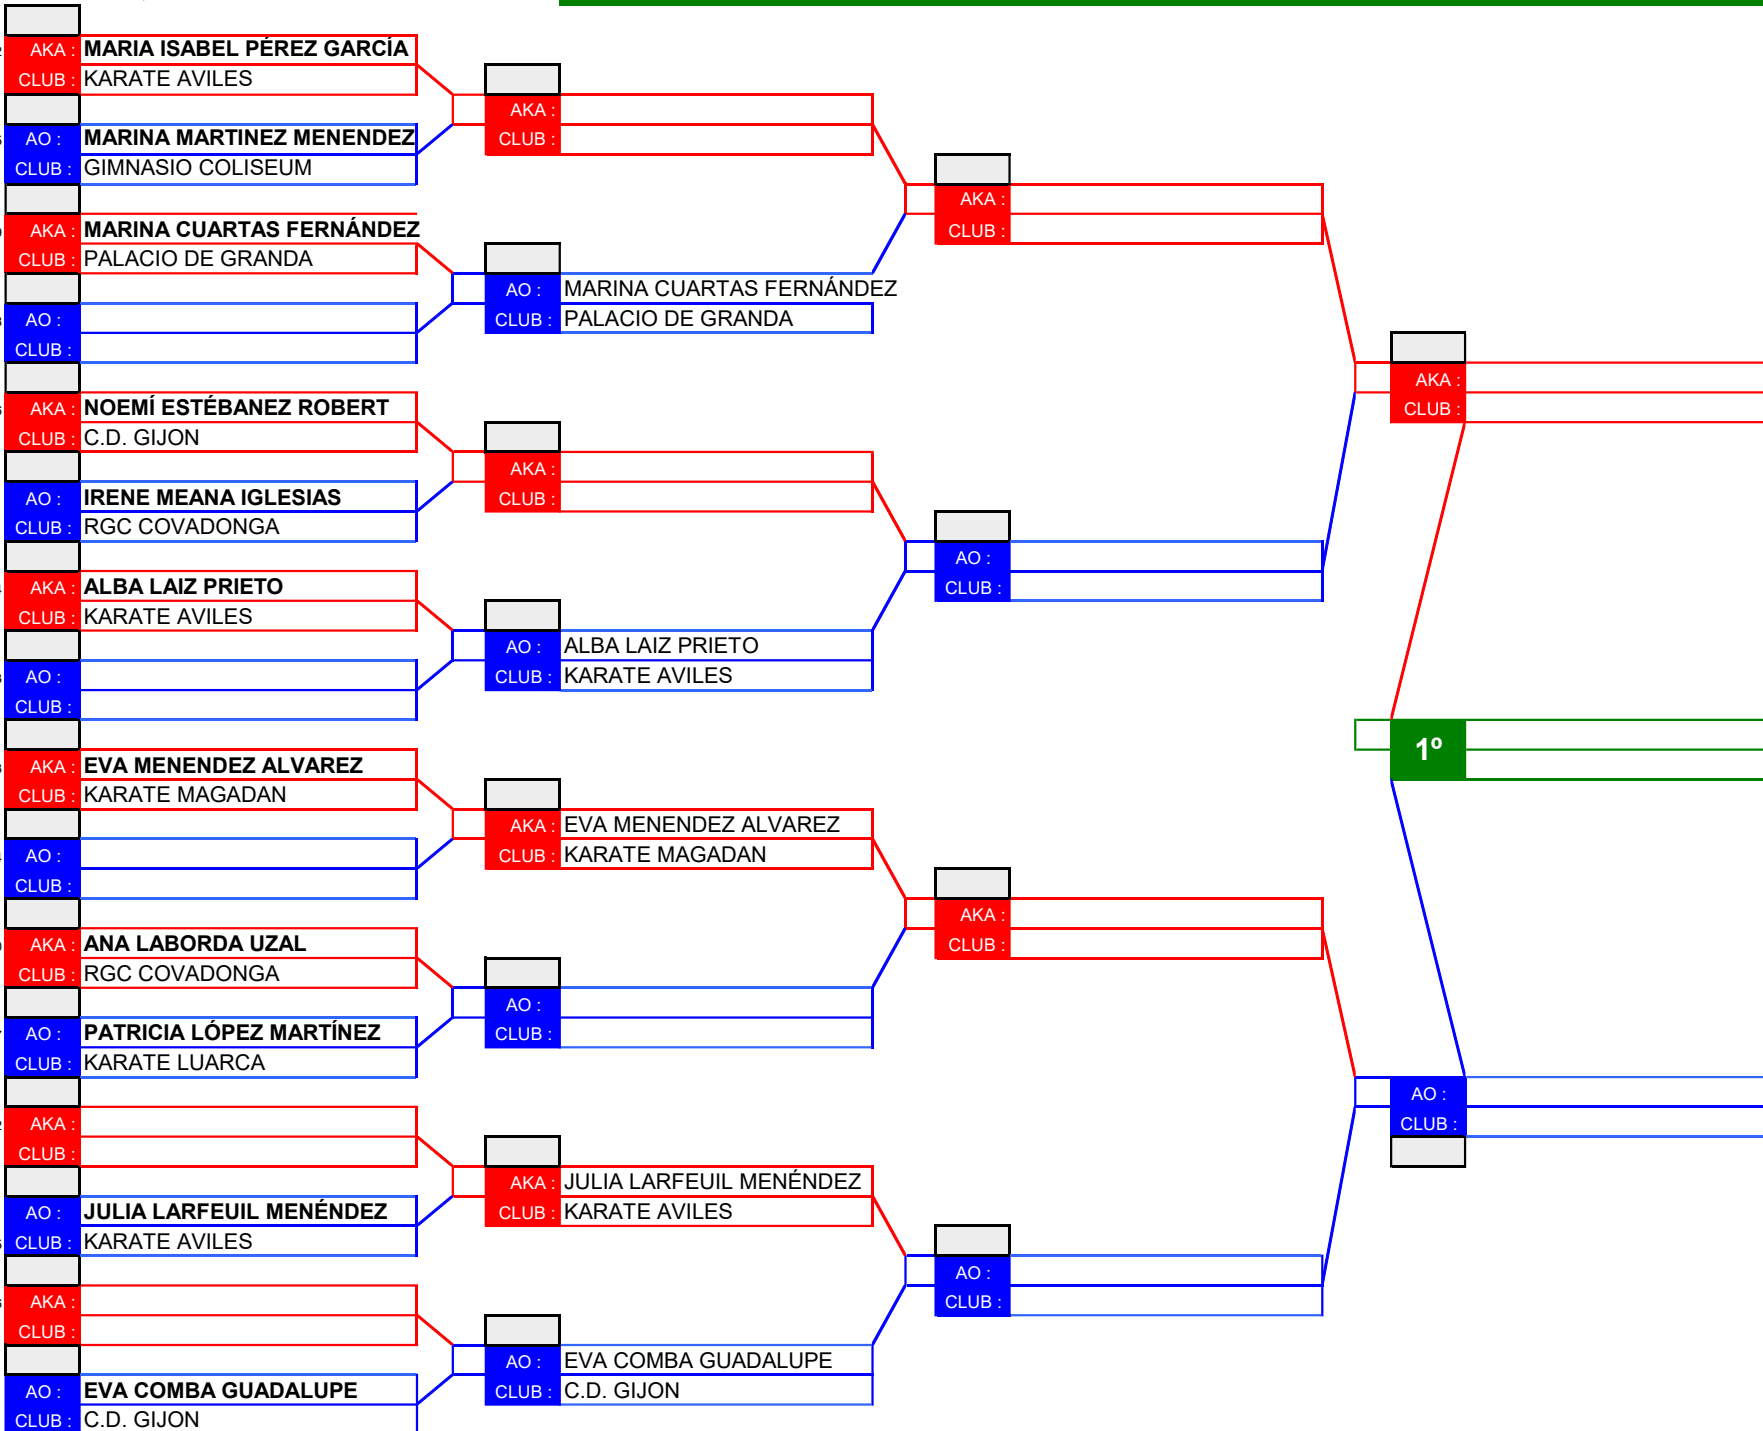 AKA : MARIA ISABEL PÉREZ GARCÍA
CLUB : KARATE AVILES
AO : MARINA MARTINEZ MENENDEZ
CLUB : GIMNASIO COLISEUM
AKA : MARINA CUARTAS FERNÁNDEZ
CLUB : PALACIO DE GRANDA
AO :
CLUB :
AKA : NOEMÍ ESTÉBANEZ ROBERT
CLUB : C.D. GIJON
AO : IRENE MEANA IGLESIAS
CLUB : RGC COVADONGA
AKA : ALBA LAIZ PRIETO
CLUB : KARATE AVILES
AO :
CLUB :
AKA : EVA MENENDEZ ALVAREZ
CLUB : KARATE MAGADAN
AO :
CLUB :
AKA : ANA LABORDA UZAL
CLUB : RGC COVADONGA
AO : PATRICIA LÓPEZ MARTÍNEZ
CLUB : KARATE LUARCA
AKA :
CLUB :
AO : JULIA LARFEUIL MENÉNDEZ
CLUB : KARATE AVILES
AKA :
CLUB :
AO : EVA COMBA GUADALUPE
CLUB : C.D. GIJON
AKA :
CLUB :
AO : MARINA CUARTAS FERNÁNDEZ
CLUB : PALACIO DE GRANDA
AKA :
CLUB :
AO : ALBA LAIZ PRIETO
CLUB : KARATE AVILES
AKA : EVA MENENDEZ ALVAREZ
CLUB : KARATE MAGADAN
AO :
CLUB :
AKA : JULIA LARFEUIL MENÉNDEZ
CLUB : KARATE AVILES
AO : EVA COMBA GUADALUPE
CLUB : C.D. GIJON
AKA :
CLUB :
AO :
CLUB :
AKA :
CLUB :
AO :
CLUB :
AKA :
CLUB :
1º
AO :
CLUB :